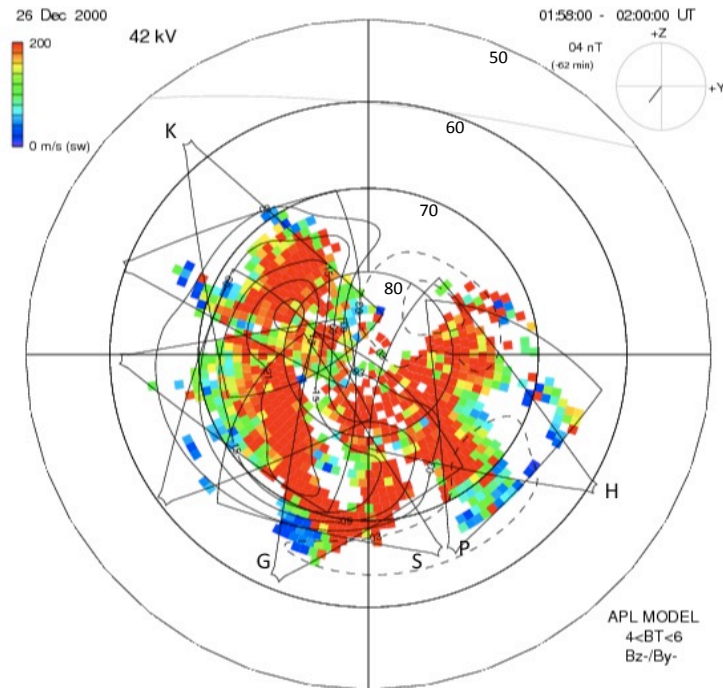 26 Dec 2000
01:58:00 - 02:00:00 UT
200
42 kV
50
04 nT
(-62 min)
+Z
+Y
0 m/s (sw)
K
60
70
80
H
G
S
P
APL MODEL
4<BT<6
Bz-/By-